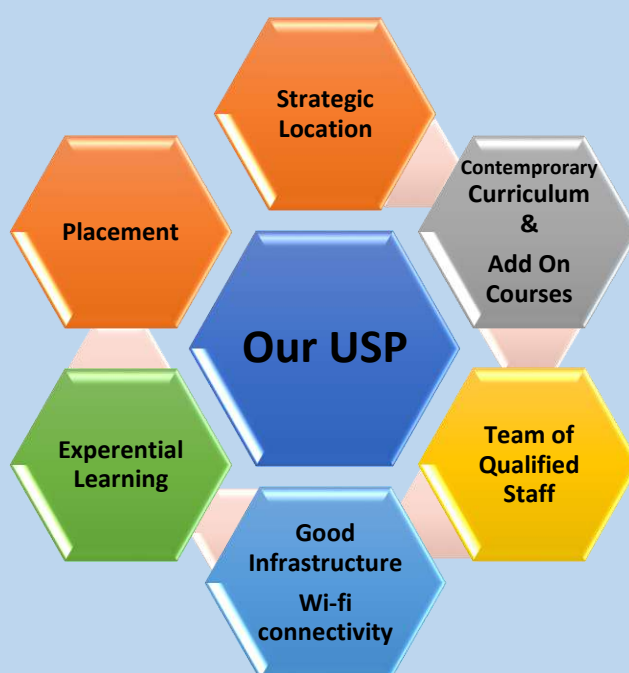 Strategic
Location
Contemprorary
Curriculum
&
Add On
Courses
Placement
Our USP
Team of
Qualified
Staff
Experential
Learning
Good
Infrastructure
Wi-fi
connectivity